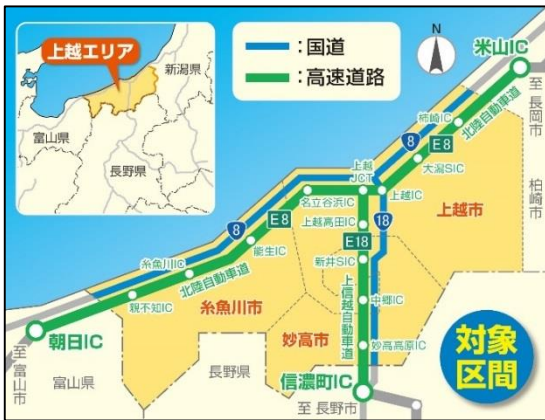 上越エリア
新潟県
富山県
長野県
：国道
：高速道路
N
米山IC
至
長岡市
柿崎IC
北陸自動車道
E8
8
大潟SIC
柏崎市
上越
JCT
上越IC
名立谷浜IC
18
上越市
上越高田IC
E18
E8
8
能生IC
新井SIC
糸魚川IC
北陸自動車道
上信越自動車道
中郷IC
親不知IC
糸魚川市
妙高市
妙高高原IC
朝日IC
至
富山市
富山県
長野県
信濃町IC
至 長野市
対象
区間